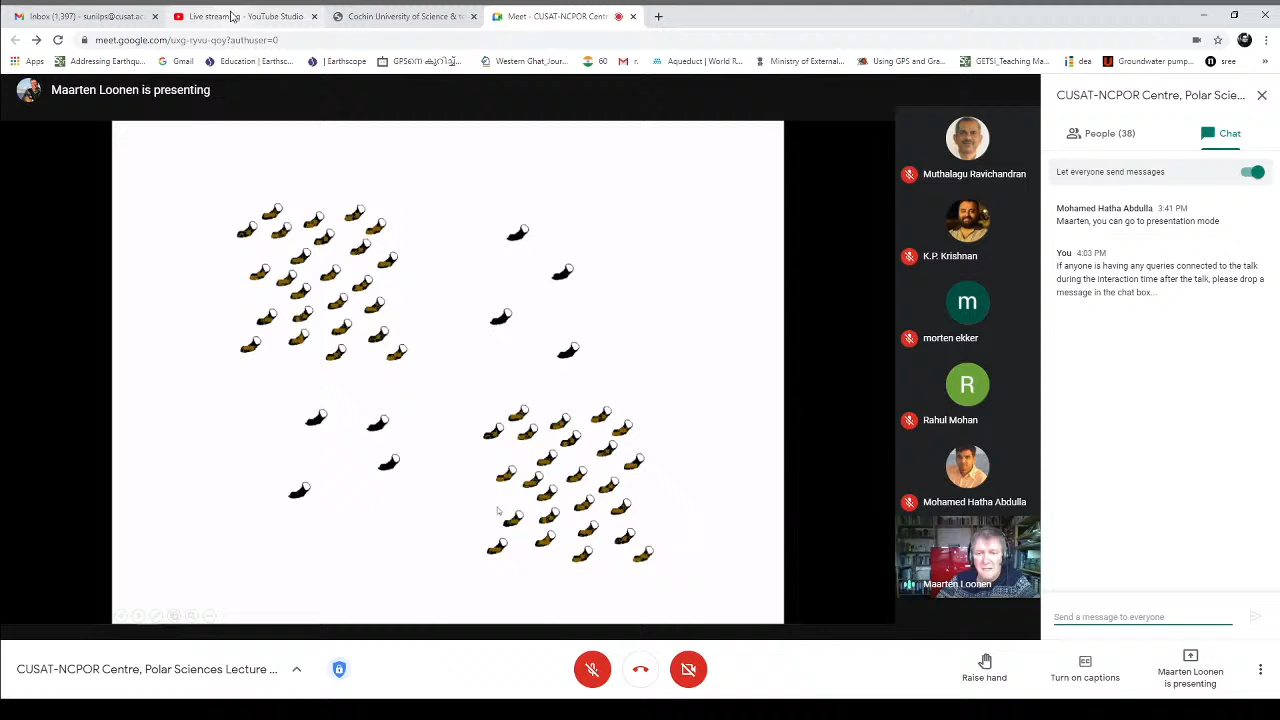 Inbox (1,397) - sunilps@cusat.ac
Live streaming - YouTube Studio
Cochin University of Science & te
Meet - CUSAT-NCPOR Centr
meet.google.com/uxg-ryvu-qoy?authuser=0
Apps
Addressing Earthqu...
Gmail
Education | Earthsc...
| Earthscope
Western Ghat_Jour...
60
r.
Aqueduct | World R...
Ministry of External...
Using GPS and Gra...
GETSI_Teaching Ma...
idea
Groundwater pump...
sree
Maarten Loonen is presenting
Muthalagu Ravichandran
K.P. Krishnan
m
morten ekker
R
Rahul Mohan
Mohamed Hatha Abdulla
Maarten Loonen
CUSAT-NCPOR Centre, Polar Scie...
People (38)
Chat
Let everyone send messages
Mohamed Hatha Abdulla 3:41 PM
Maarten, you can go to presentation mode
You 4:03 PM
If anyone is having any queries connected to the talk
during the interaction time after the talk, please drop a
message in the chat box...
Send a message to everyone
CUSAT-NCPOR Centre, Polar Sciences Lecture ...
Raise hand
Turn on captions
Maarten Loonen
is presenting